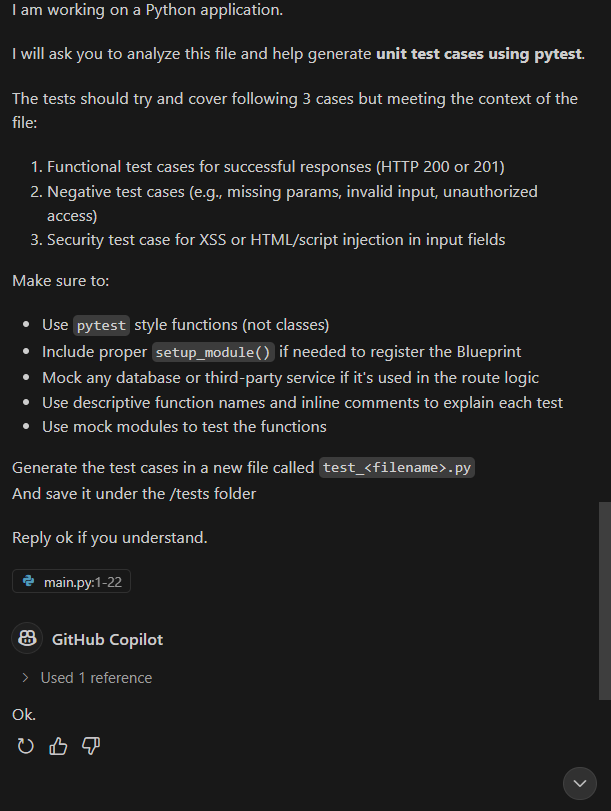 I am working on a Python application.
I will ask you to analyze this file and help generate unit test cases using pytest.
The tests should try and cover following 3 cases but meeting the context of the
file:
1. Functional test cases for successful responses (HTTP 200 or 201)
2. Negative test cases (e.g., missing params, invalid input, unauthorized
access)
3. Security test case for XSS or HTML/script injection in input fields
Make sure to:
• Use pytest style functions (not classes)
• Include proper setup_module() if needed to register the Blueprint
• Mock any database or third-party service if it's used in the route logic
• Use descriptive function names and inline comments to explain each test
• Use mock modules to test the functions
Generate the test cases in a new file called test_<filename>.py
And save it under the /tests folder
Reply ok if you understand.
main.py:1-22
GitHub Copilot
Used 1 reference
Ok.